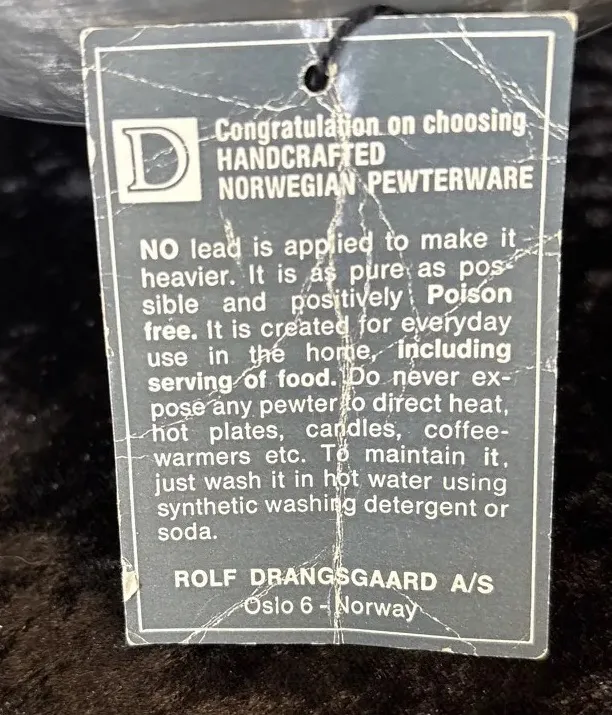 D
Congratulation on choosing
HANDCRAFTED
NORWEGIAN PEWTERWARE
NO lead is applied to make it
heavier. It is as pure as pos-
sible and positively Poison
free. It is created for everyday
use in the home, including
serving of food. Do never ex-
pose any pewter to direct heat,
hot plates, candles, coffee-
warmers etc. To maintain it,
just wash it in hot water using
synthetic washing detergent or
soda.
ROLF DRANGSGAARD A/S
Oslo 6 - Norway